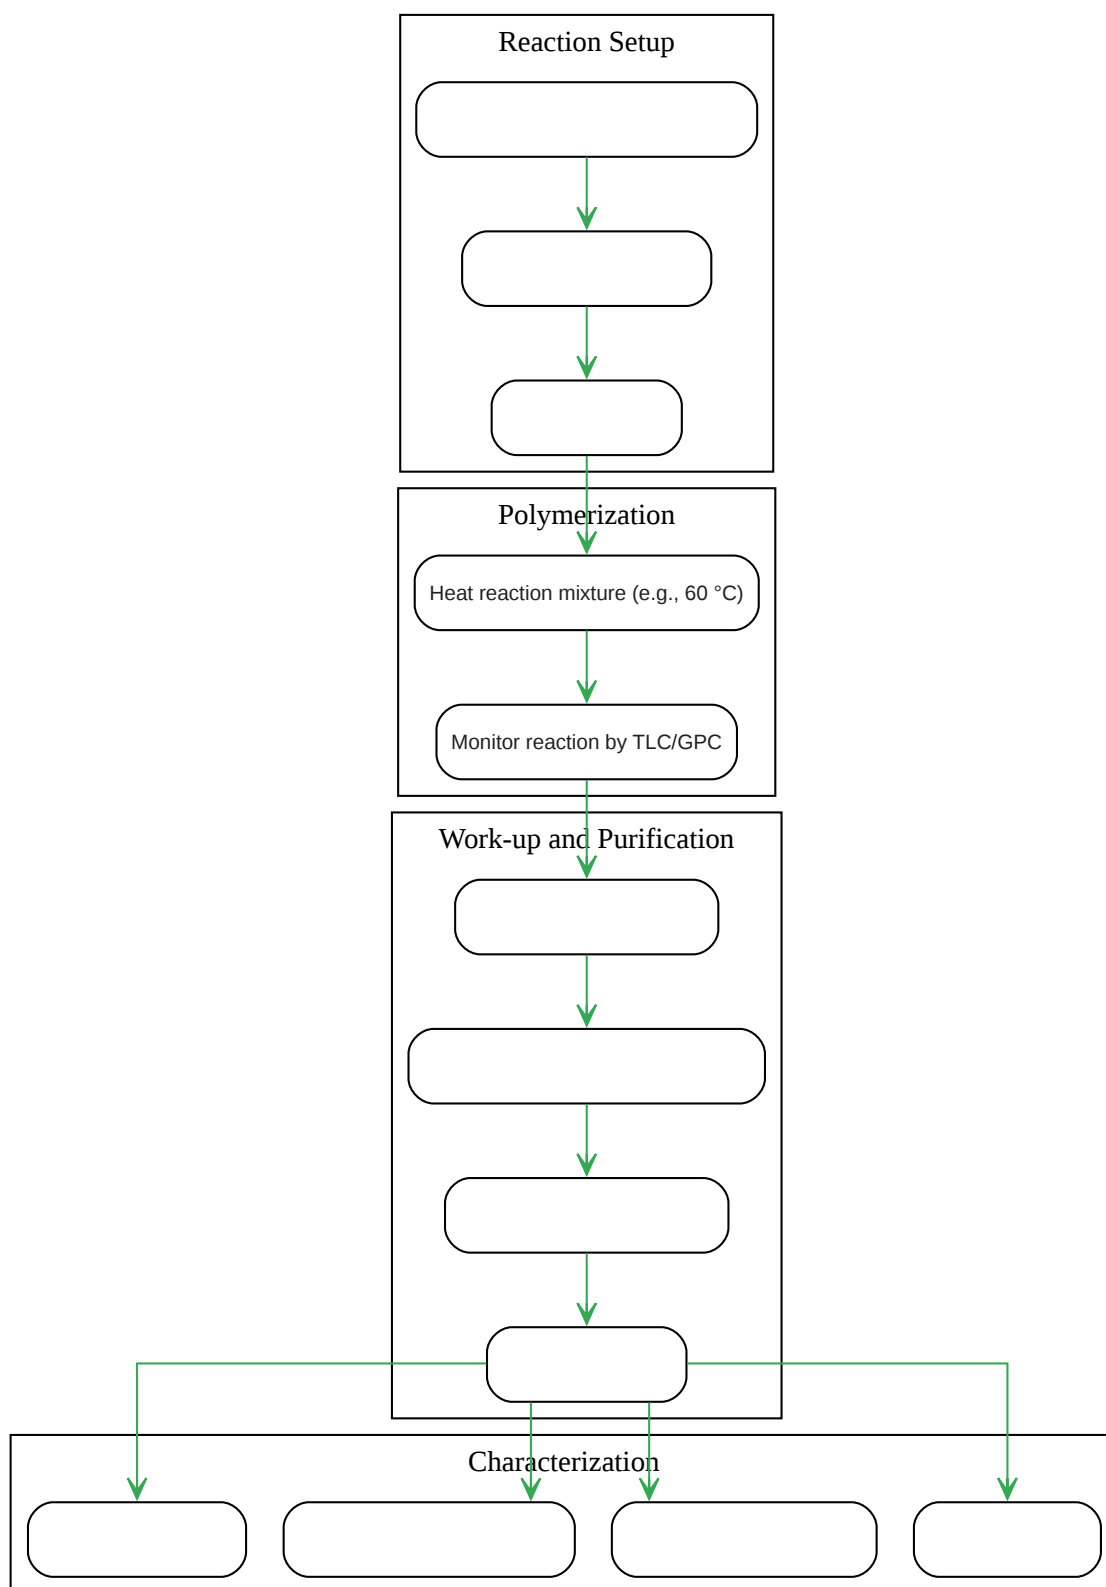 Reaction Setup
Polymerization
Heat reaction mixture (e.g., 60 °C)
Monitor reaction by TLC/GPC
Work-up and Purification
Characterization